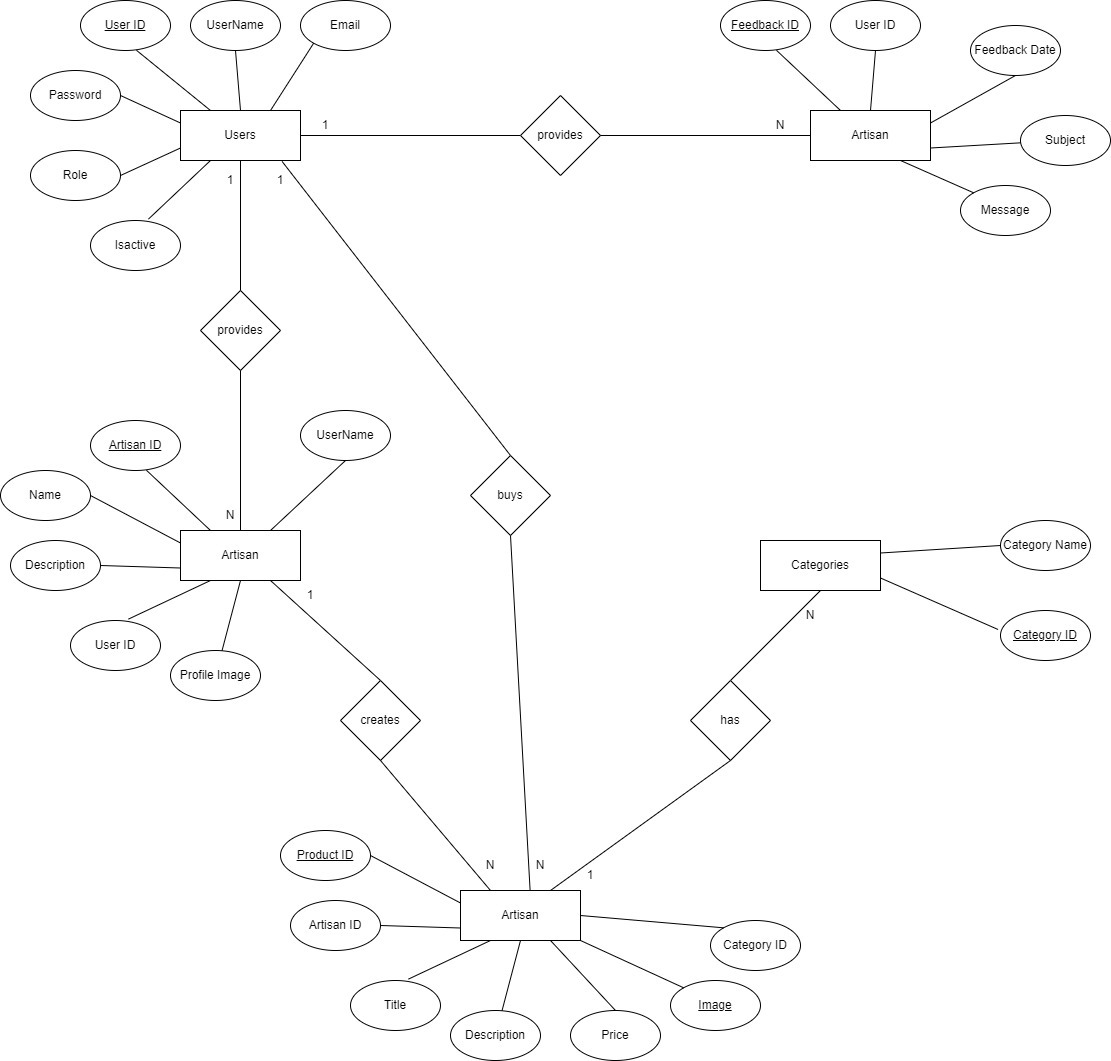 User ID
UserName
Email
Feedback ID
User ID
Feedback Date
Password
Users
1
provides
N
Artisan
Subject
Role
1
1
Message
Isactive
provides
Artisan ID
UserName
Name
buys
N
Artisan
Categories
Category Name
Description
1
N
Category ID
User ID
Profile Image
creates
has
Product ID
N
N
1
Artisan ID
Artisan
Category ID
Title
Image
Description
Price